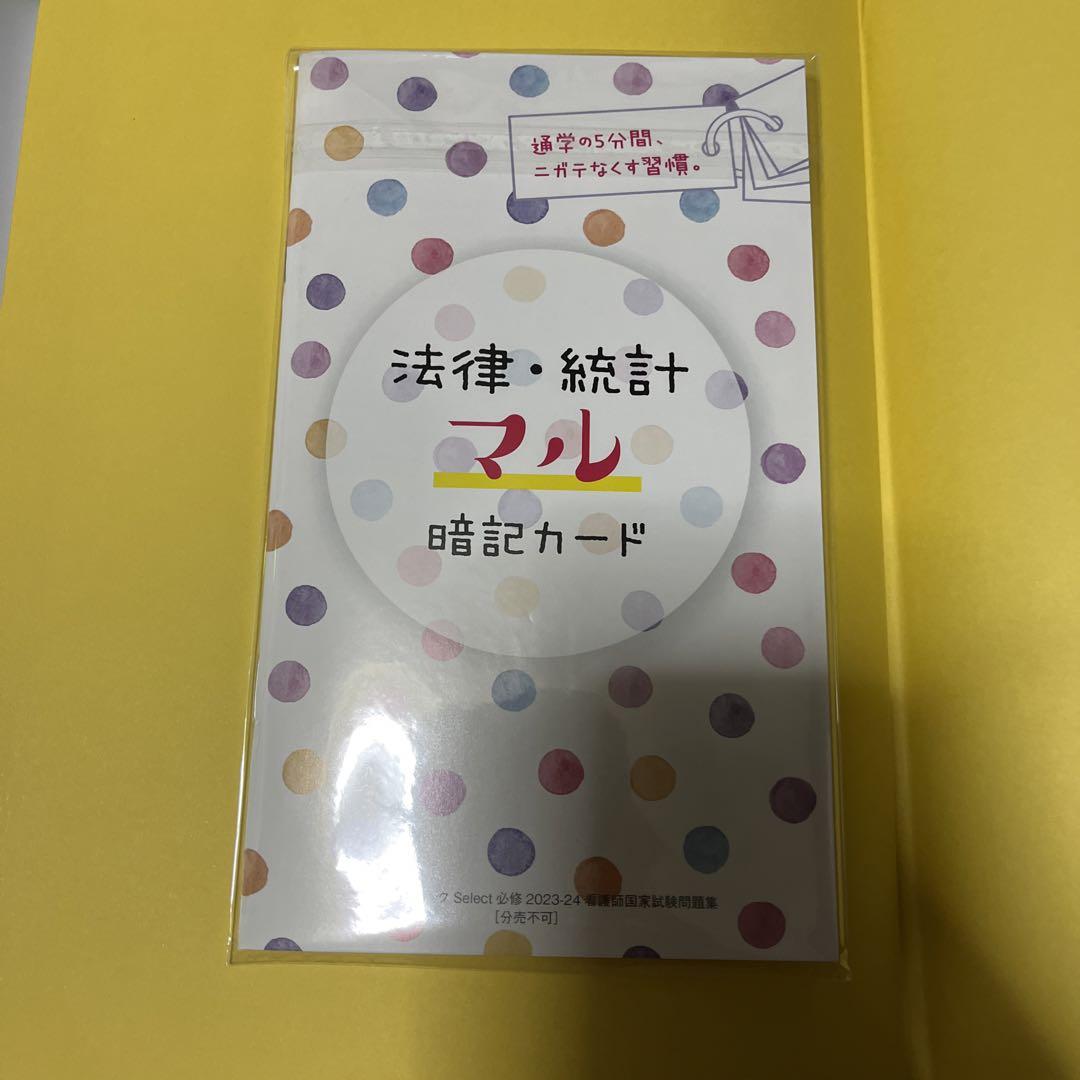 通学の5分間、
ニガテなくす習慣。
法律・統計
マル
暗記カード
ク Select 必修 2023-24 看護師国家試験問題集
[分売不可]